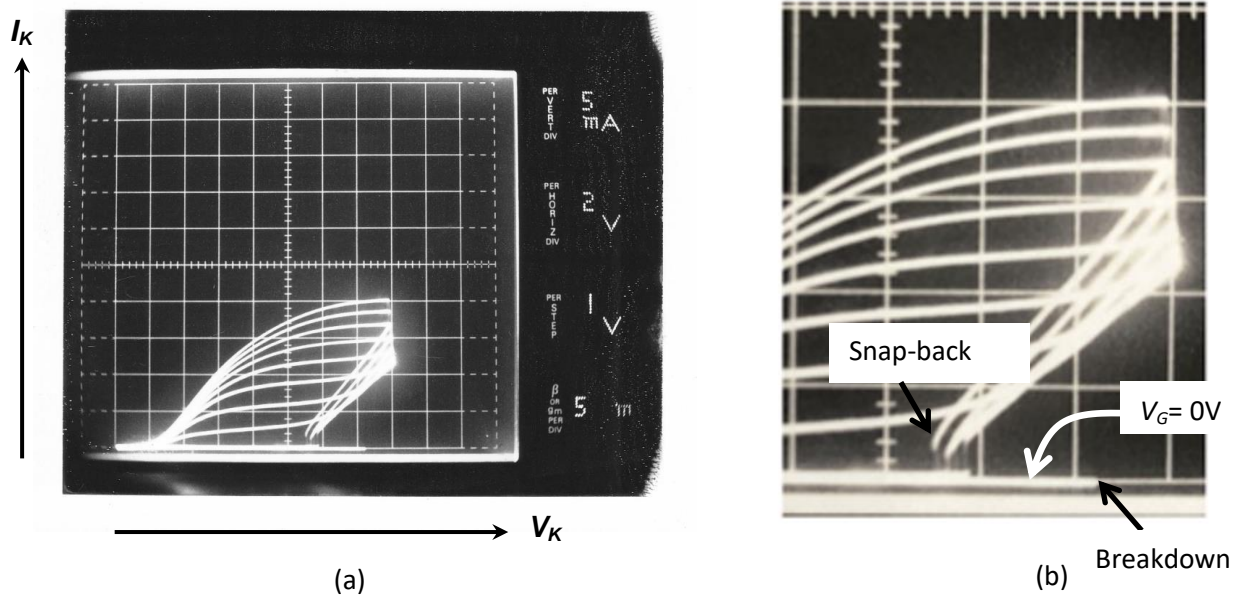 I_K
PER
VERT
DIV
5
mA
PER
HORIZ
DIV
2
V
PER
STEP
1
V
β
OR
gm
PER
DIV
5 m
V_K
(a)
Snap-back
V_G= 0V
Breakdown
(b)